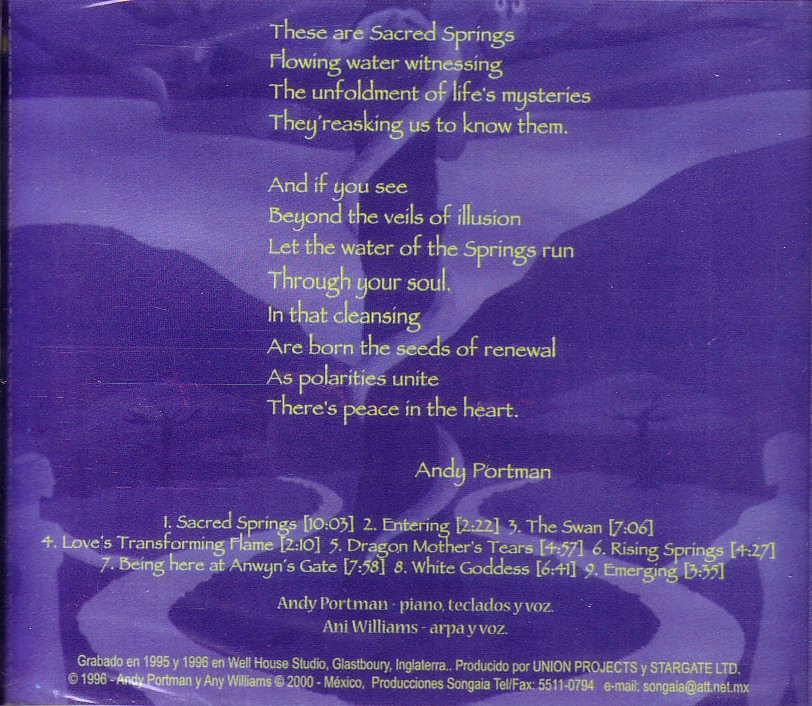 These are Sacred Springs
Flowing water witnessing
The unfoldment of life's mysteries
They'reasking us to know them.
And if you see
Beyond the veils of illusion
Let the water of the Springs run
Through your soul.
In that cleansing
Are born the seeds of renewal
As polarities unite
There's peace in the heart.
Andy Portman
1. Sacred Springs [10:03] 2. Entering [2:22] 3. The Swan [7:06]
4. Love's Transforming Flame [2:10] 5. Dragon Mother's Tears [4:57] 6. Rising Springs [4:27]
7. Being here at Anwyn's Gate [7:58] 8. White Goddess [6:41] 9. Emerging [3:35]
Andy Portman - piano, teclados y voz.
Ani Williams - arpa y voz.
Grabado en 1995 y 1996 en Well House Studio, Glastboury, Inglaterra.. Producido por UNION PROJECTS y STARGATE LTD.
© 1996 - Andy Portman y Any Williams © 2000 - México, Producciones Songaia Tel/Fax: 5511-0794 e-mail: songaia@att.net.mx